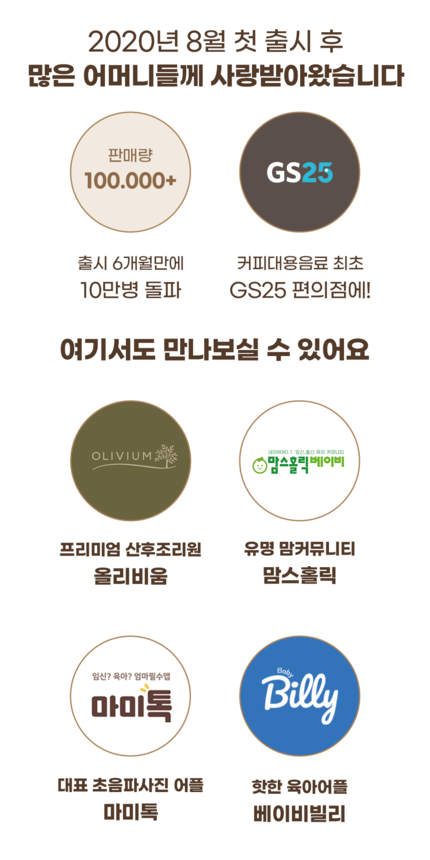 2020년 8월 첫 출시 후
많은 어머니들께 사랑받아왔습니다
판매량
100.000+
GS25
출시 6개월만에
10만병 돌파
커피대용음료 최초
GS25 편의점에!
여기서도 만나보실 수 있어요
OLIVIUM
맘스홀릭베이비
프리미엄 산후조리원
올리비움
유명 맘커뮤니티
맘스홀릭
임신? 육아? 엄마필수앱
마미톡
Baby
Billy
대표 초음파사진 어플
마미톡
핫한 육아어플
베이비빌리